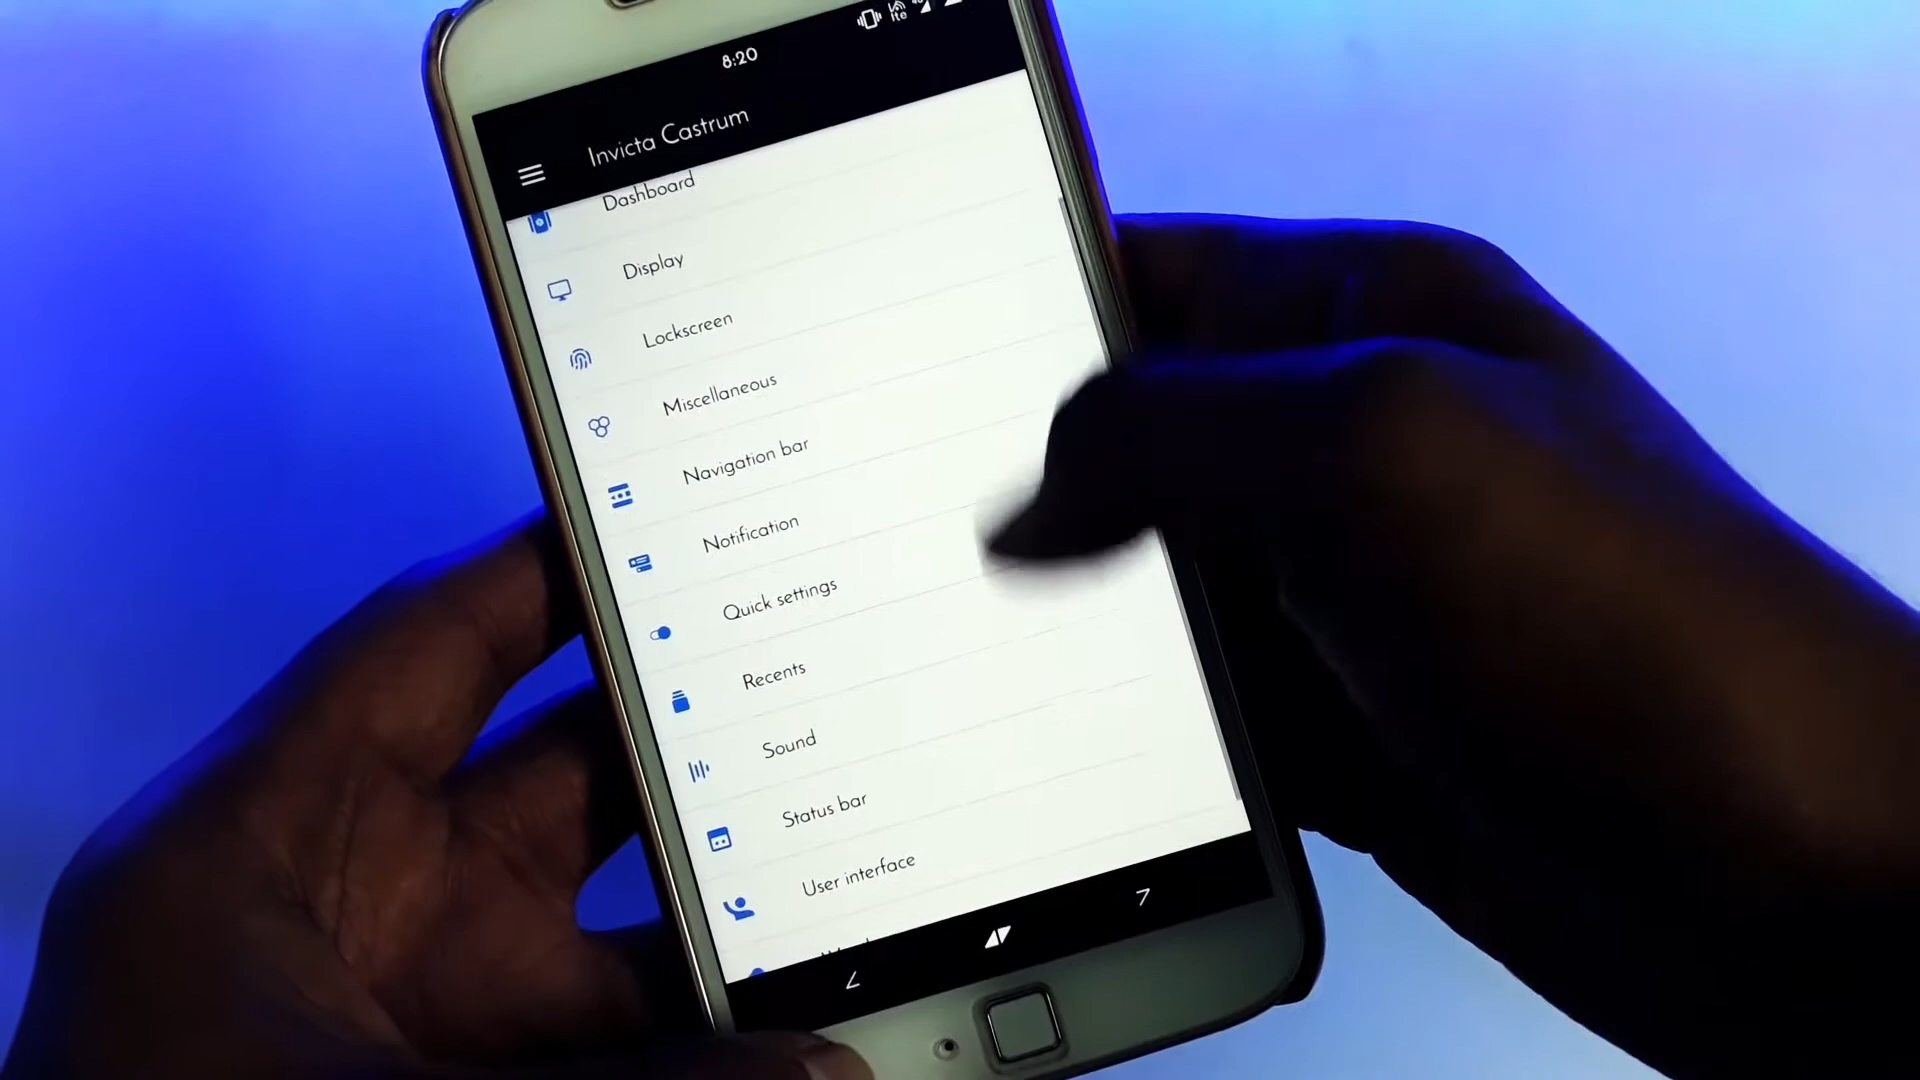 8:20
Invicta Castrum
Dashboard
Display
Lockscreen
Miscellaneous
Navigation bar
Notification
Quick settings
Recents
Sound
Status bar
User interface